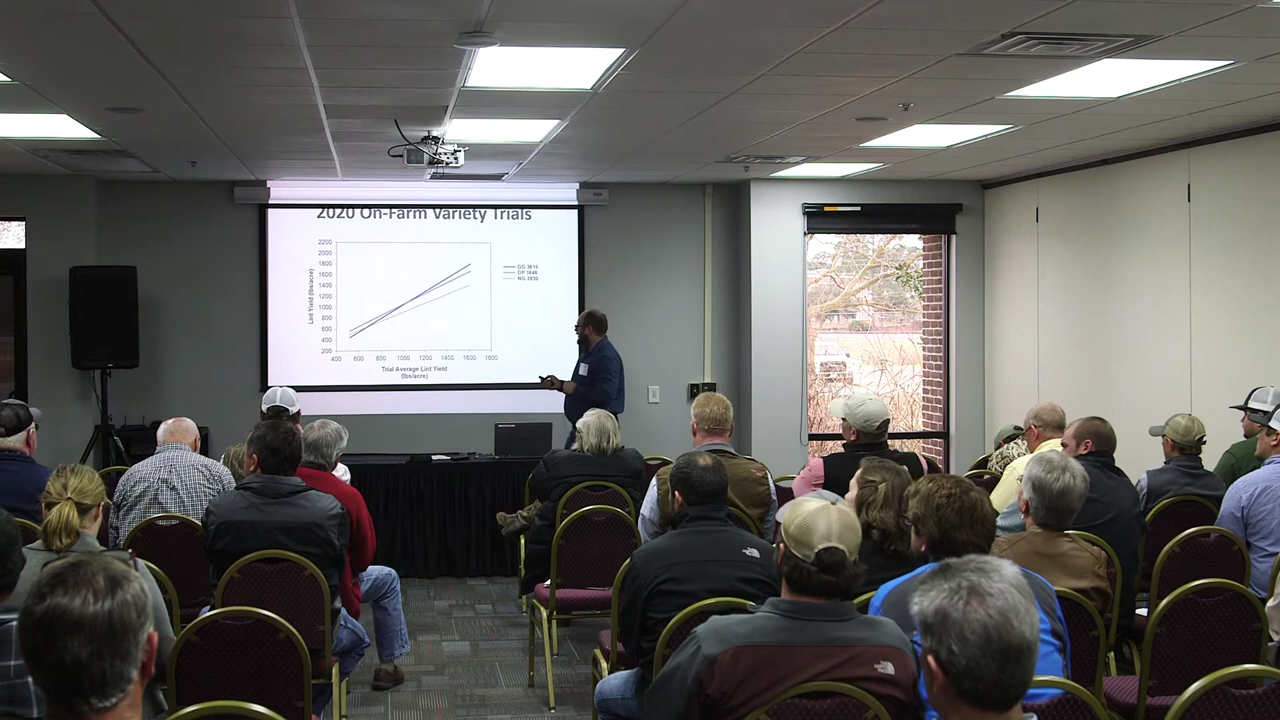 2020 On-Farm Variety Trials
2200
2000
1800
1600
1400
1200
1000
800
600
400
200
Lint Yield (lbs/acre)
400 600 800 1000 1200 1400 1600 1800
Trial Average Lint Yield
(lbs/acre)
DG 3615
DP 1646
NG 3930